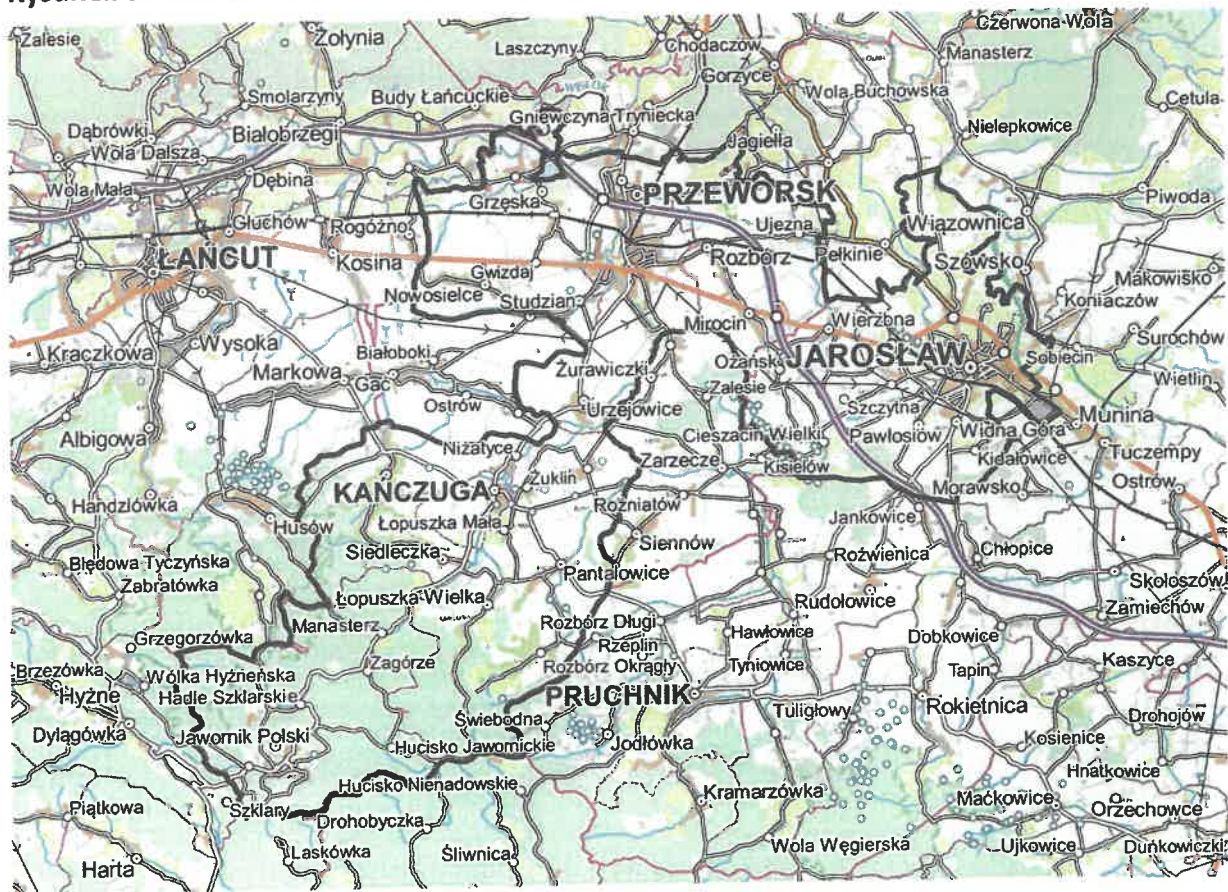 Zalesie
Żołynia
Laszczyny
Chodaczów
Czerwona Wola
Manasterz
Gorzyce
Smolarzyny
Budy Łańcuckie
Wola Buchowska
Cetula
Dąbrówki
Białobrzegi
Gniewczyna Tryniecka
Nielepkowice
Wola Dalsza
Jagiełła
Wola Mała
Dębina
Grzęska
PRZEWORSK
Piwoda
Głuchów
Rogóżno
Ujezna
Wiązownica
ŁAŃCUT
Kosina
Gwizdaj
Rozbórz
Pełkinie
Szówsko
Makowisko
Nowosielce
Studzian
Koniaczów
Kraczkowa
Wysoka
Mirocin
Wierzbna
Surochów
Białoboki
Ożańsk
JAROSŁAW
Sobiecin
Markowa
Gać
Żurawiczki
Zalesie
Wietlin
Ostrów
Urzejowice
Szczytna
Munina
Albigowa
Cieszacin Wielki
Pawłosiów
Widna Góra
Niżatyce
Zarzecze
Kisielów
Kidałowice
Tuczempy
Handzlówka
KAŃCZUGA
Żuklin
Morawsko
Ostrów
Husów
Łopuszka Mała
Rożniatów
Jankowice
Siedleczka
Siennów
Błędowa Tyczyńska
Roźwienica
Chłopice
Zabratówka
Pantalowice
Skołoszów
Łopuszka Wielka
Rudołowice
Zamiechów
Grzegorzówka
Manasterz
Rozbórz Długi
Hawłowice
Dobkowice
Rzeplin
Brzezówka
Zagórze
Rozbórz Okrągły
Tyniowice
Tapin
Kaszyce
Wólka Hyżneńska
Hyżne
Hadle Szklarskie
PRUCHNIK
Rokietnica
Dylągówka
Świebodna
Tuligłowy
Drohojów
Jawornik Polski
Hucisko Jawornickie
Jodłówka
Kosienice
Hnatkowice
Hucisko Nienadowskie
Piątkowa
Szklary
Kramarzówka
Maćkowice
Orzechowce
Drohobyczka
Harta
Laskówka
Śliwnica
Wola Węgierska
Ujkowice
Duńkowiczki